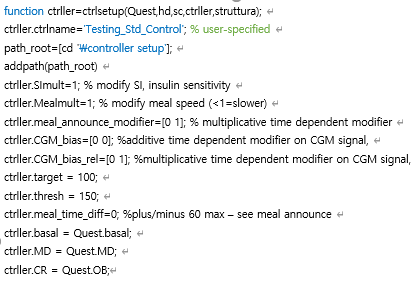 function ctrller=ctrlsetup(Quest,hd,sc,ctrller,struttura);
ctrller.ctrlname='Testing_Std_Control'; % user-specified
path_root=[cd '₩controller setup'];
addpath(path_root)
ctrller.SImult=1; % modify SI, insulin sensitivity
ctrller.Mealmult=1; % modify meal speed (<1=slower)
ctrller.meal_announce_modifier=[0 1]; % multiplicative time dependent modifier
ctrller.CGM_bias=[0 0]; %additive time dependent modifier on CGM signal,
ctrller.CGM_bias_rel=[0 1]; %multiplicative time dependent modifier on CGM signal,
ctrller.target = 100;
ctrller.thresh = 150;
ctrller.meal_time_diff=0; %plus/minus 60 max – see meal announce
ctrller.basal = Quest.basal;
ctrller.MD = Quest.MD;
ctrller.CR = Quest.OB;